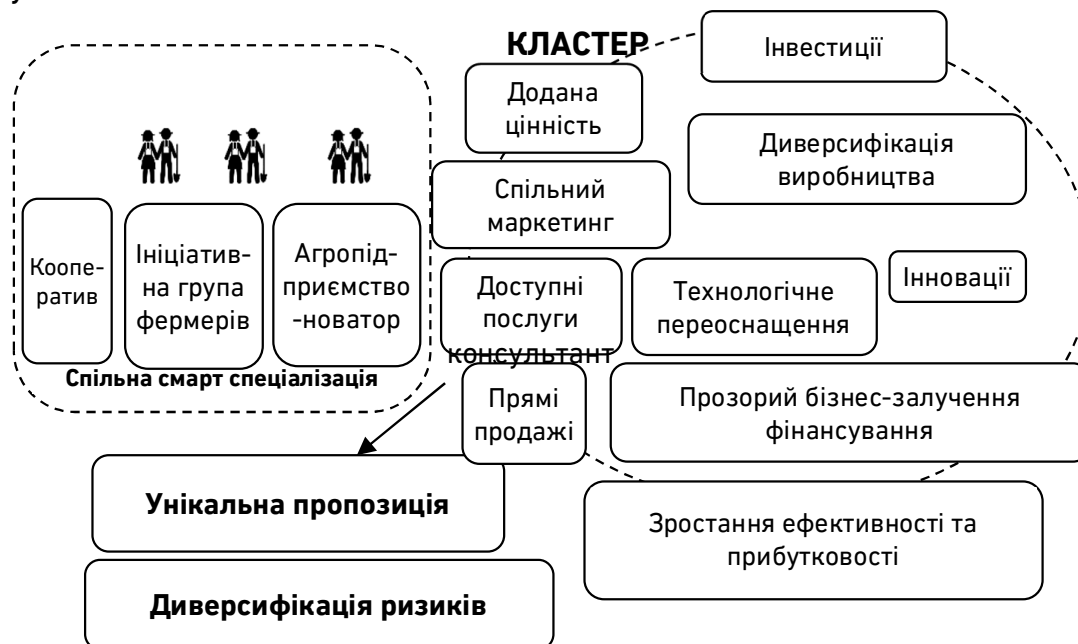 КЛАСТЕР
Інвестиції
Додана
цінність
Диверсифікація
виробництва
Спільний
маркетинг
Коопе-
ратив
Ініціатив-
на група
фермерів
Агропід-
приємство
-новатор
Доступні
послуги
консультант
Технологічне
переоснащення
Інновації
Спільна смарт спеціалізація
Прямі
продажі
Прозорий бізнес-залучення
фінансування
Унікальна пропозиція
Зростання ефективності та
прибутковості
Диверсифікація ризиків